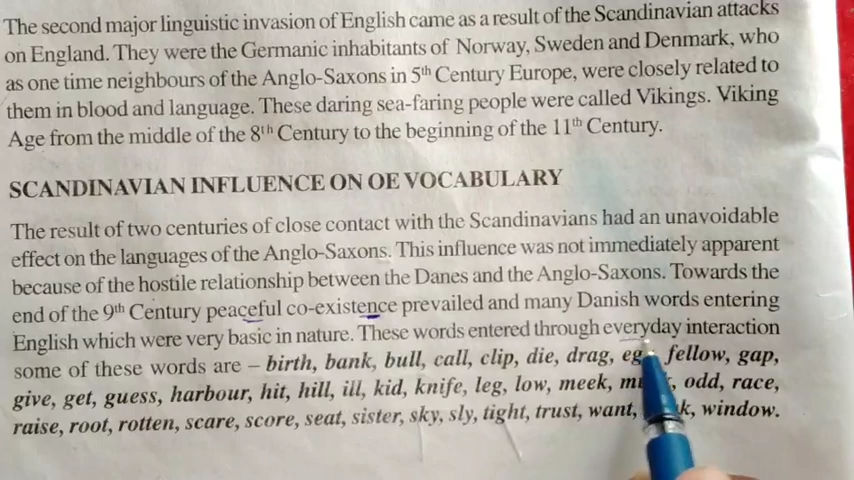 The second major linguistic invasion of English came as a result of the Scandinavian attacks
on England. They were the Germanic inhabitants of Norway, Sweden and Denmark, who
as one time neighbours of the Anglo-Saxons in 5th Century Europe, were closely related to
them in blood and language. These daring sea-faring people were called Vikings. Viking
Age from the middle of the 8th Century to the beginning of the 11th Century.
SCANDINAVIAN INFLUENCE ON OE VOCABULARY
The result of two centuries of close contact with the Scandinavians had an unavoidable
effect on the languages of the Anglo-Saxons. This influence was not immediately apparent
because of the hostile relationship between the Danes and the Anglo-Saxons. Towards the
end of the 9th Century peaceful co-existence prevailed and many Danish words entering
English which were very basic in nature. These words entered through everyday interaction
some of these words are – birth, bank, bull, call, clip, die, drag, fellow, gap,
give, get, guess, harbour, hit, hill, ill, kid, knife, leg, low, meek, odd, race,
raise, root, rotten, scare, score, seat, sister, sky, sly, tight, trust, want, window.